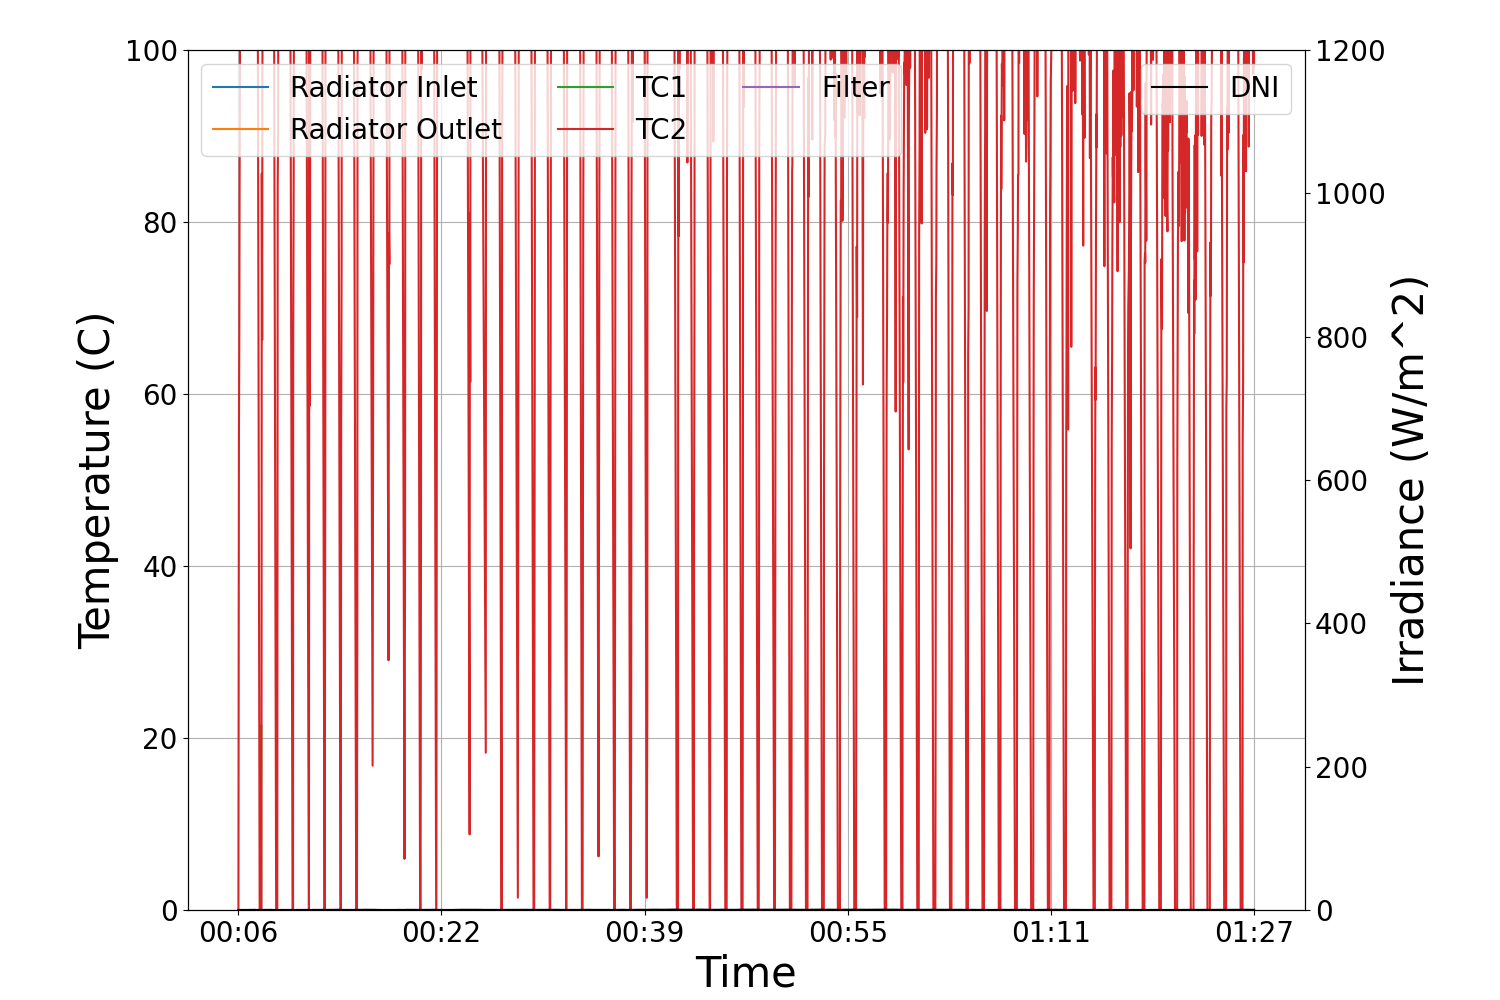 100
80
60
40
20
0
Temperature (C)
Radiator Inlet
Radiator Outlet
TC1
TC2
Filter
DNI
1200
1000
800
600
400
200
0
Irradiance (W/m^2)
00:06 00:22 00:39 00:55 01:11 01:27
Time